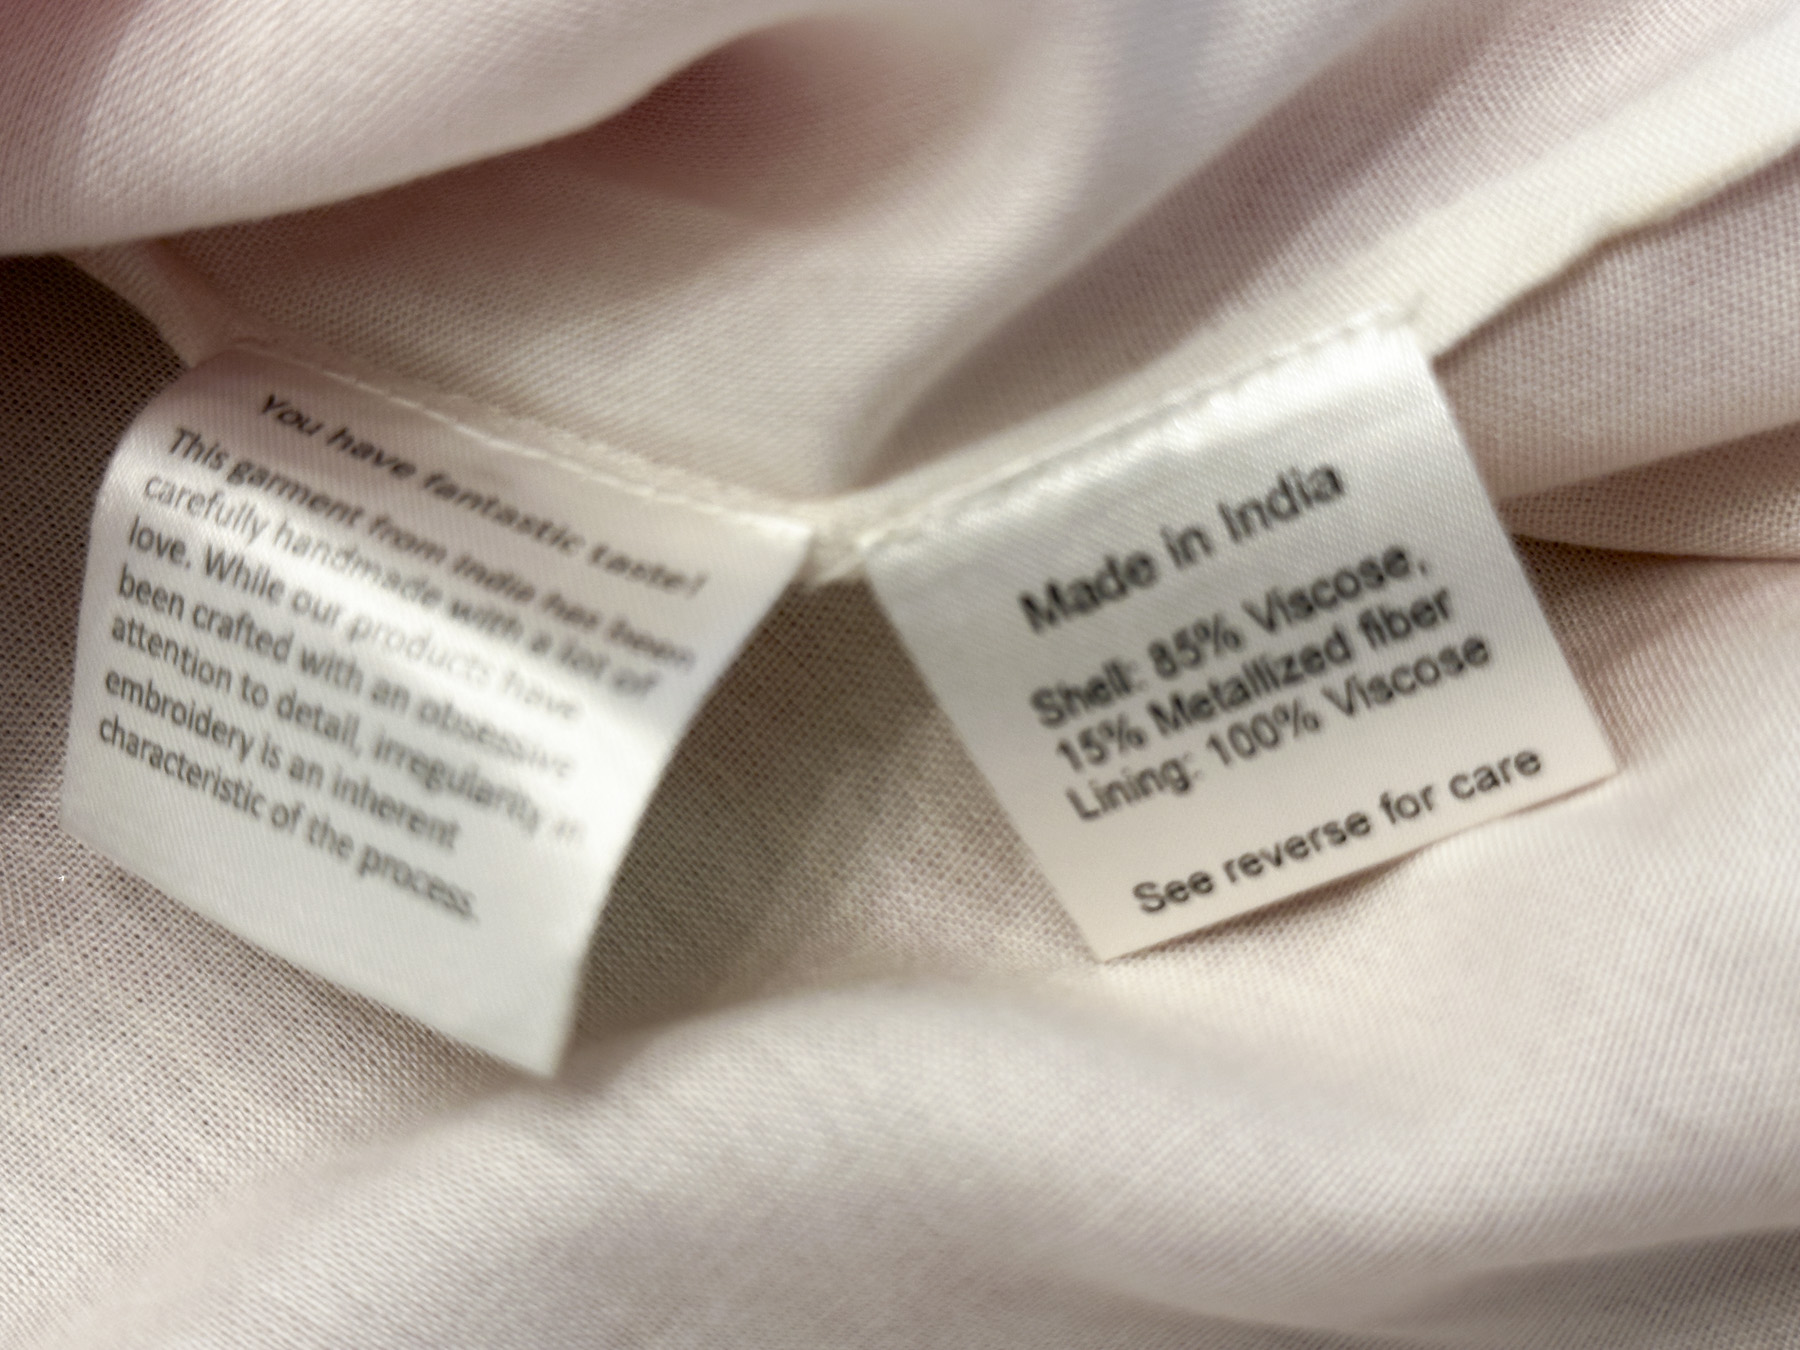 You have fantastic taste!
This garment from India has been
carefully handmade with a lot of
love. While our products have
been crafted with an obsessive
attention to detail, irregularity in
embroidery is an inherent
characteristic of the process.
Made in India
Shell: 85% Viscose,
15% Metallized fiber
Lining: 100% Viscose
See reverse for care